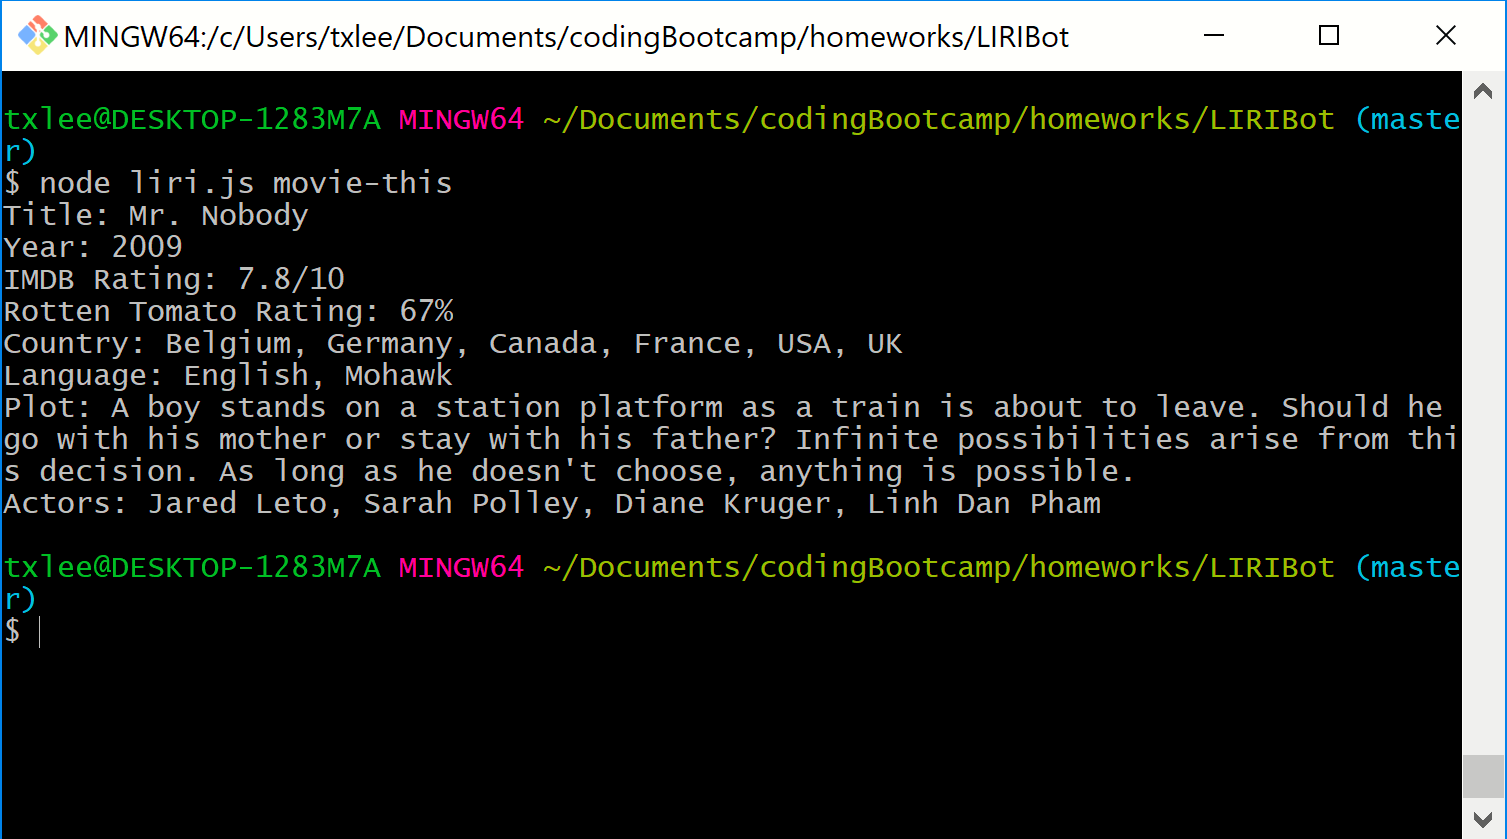 MINGW64:/c/Users/txlee/Documents/codingBootcamp/homeworks/LIRIBot
txlee@DESKTOP-1283M7A MINGW64 ~/Documents/codingBootcamp/homeworks/LIRIBot (maste
r)
$ node liri.js movie-this
Title: Mr. Nobody
Year: 2009
IMDB Rating: 7.8/10
Rotten Tomato Rating: 67%
Country: Belgium, Germany, Canada, France, USA, UK
Language: English, Mohawk
Plot: A boy stands on a station platform as a train is about to leave. Should he
go with his mother or stay with his father? Infinite possibilities arise from thi
s decision. As long as he doesn't choose, anything is possible.
Actors: Jared Leto, Sarah Polley, Diane Kruger, Linh Dan Pham
txlee@DESKTOP-1283M7A MINGW64 ~/Documents/codingBootcamp/homeworks/LIRIBot (maste
r)
$